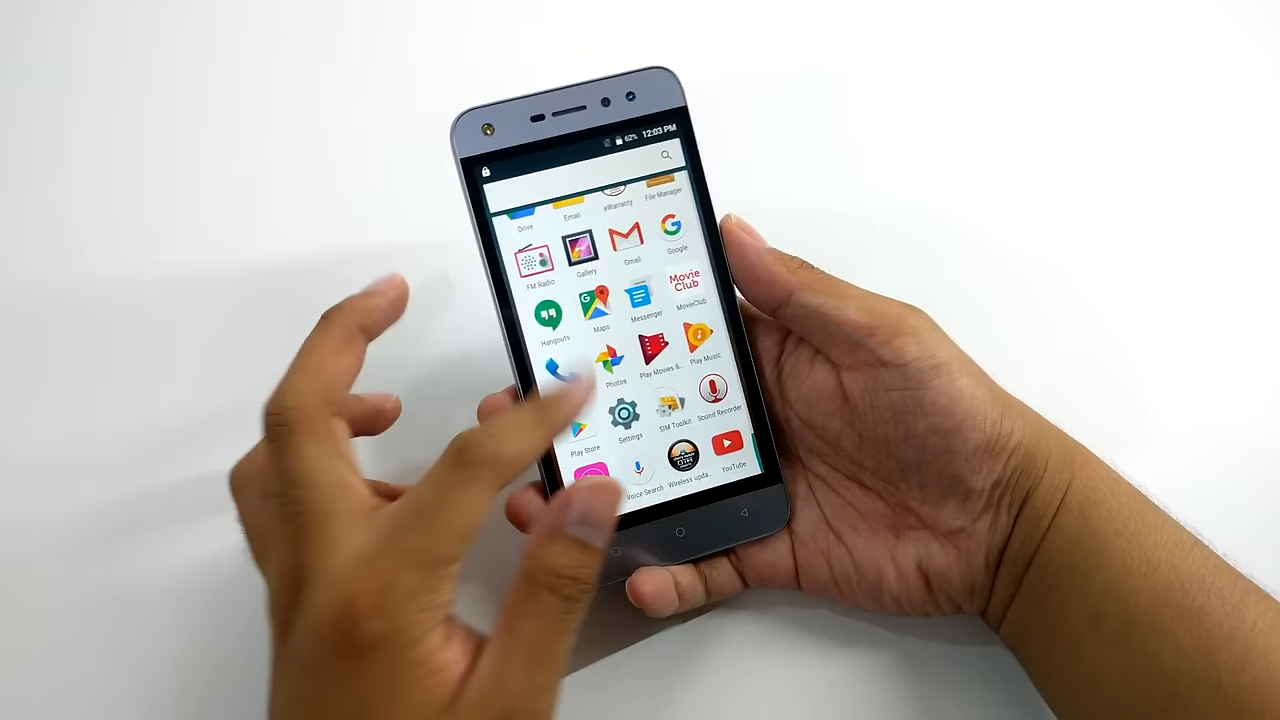 62% 12:03 PM
Drive Email eWarranty File Manager
FM Radio Gallery Gmail Google
Movie
Club
Hangouts Maps Messenger MovieClub
Photos Play Movies &.. Play Music
Play Store Settings SIM Toolkit Sound Recorder
Voice Search Wireless upda.. YouTube